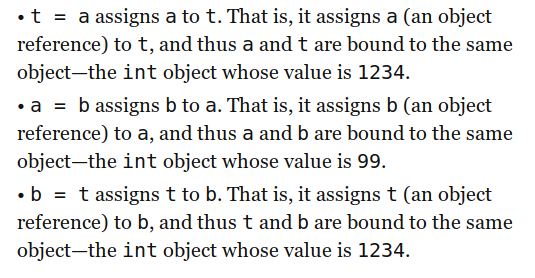 • t = a assigns a to t. That is, it assigns a (an object
reference) to t, and thus a and t are bound to the same
object—the int object whose value is 1234.
• a = b assigns b to a. That is, it assigns b (an object
reference) to a, and thus a and b are bound to the same
object—the int object whose value is 99.
• b = t assigns t to b. That is, it assigns t (an object
reference) to b, and thus t and b are bound to the same
object—the int object whose value is 1234.